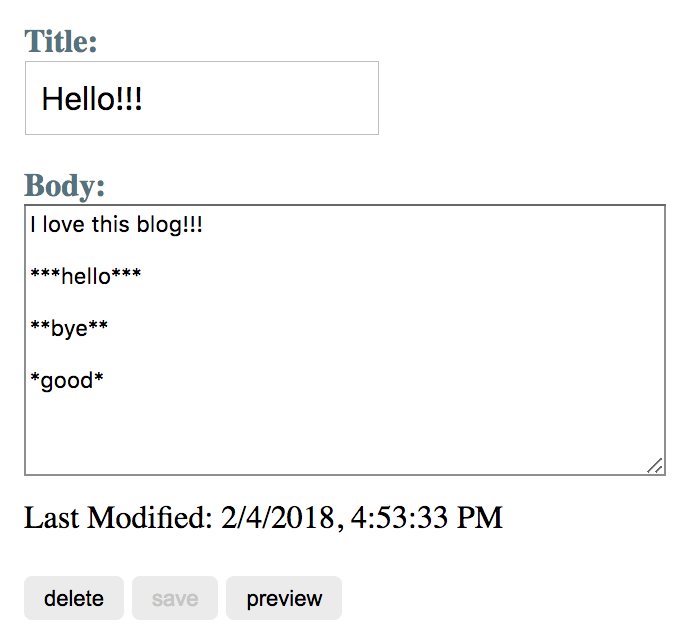 Title:
Hello!!!
Body:
I love this blog!!!
***hello***
**bye**
*good*
Last Modified: 2/4/2018, 4:53:33 PM
delete save preview